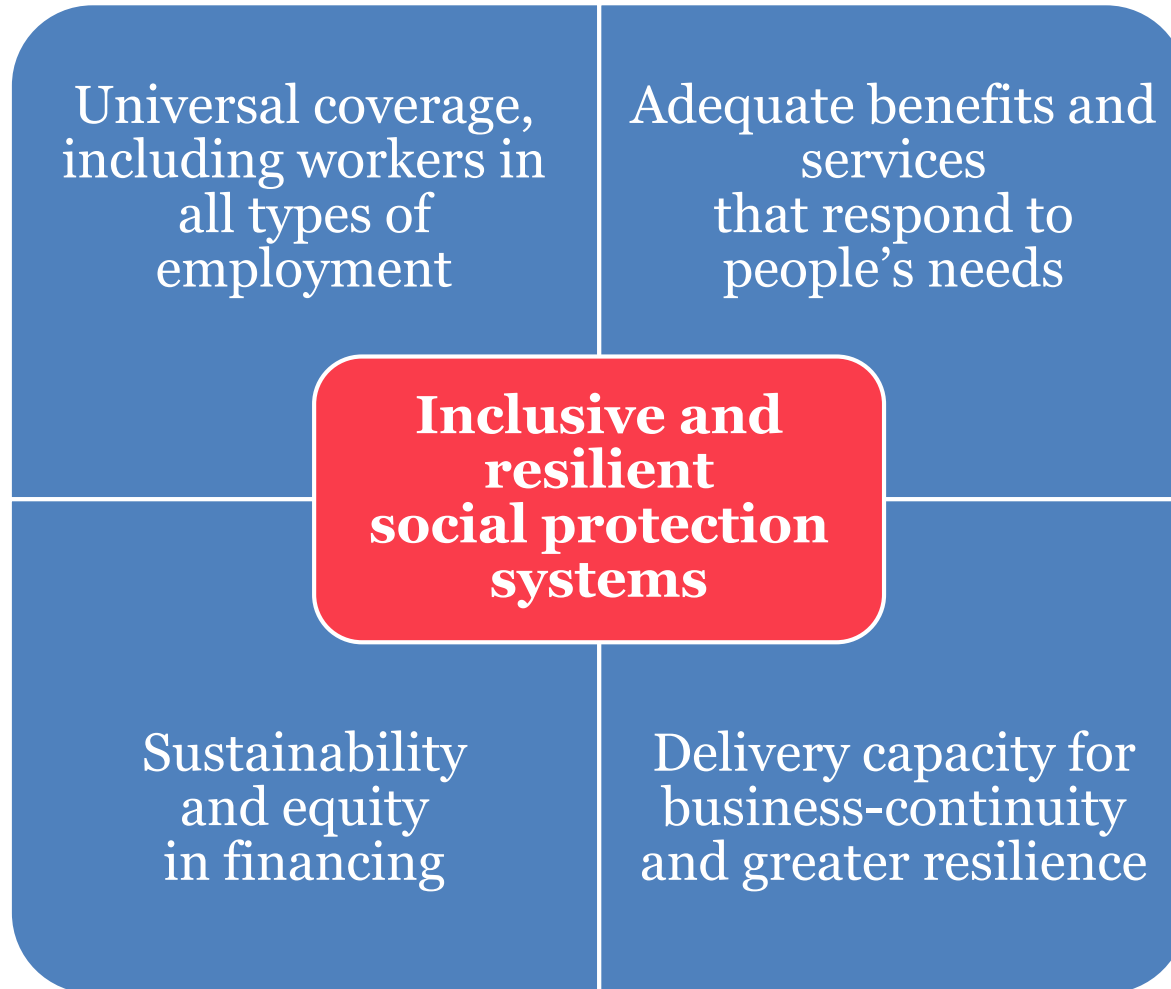 Universal coverage,
including workers in
all types of
employment
Adequate benefits and
services
that respond to
people’s needs
Inclusive and
resilient
social protection
systems
Sustainability
and equity
in financing
Delivery capacity for
business-continuity
and greater resilience